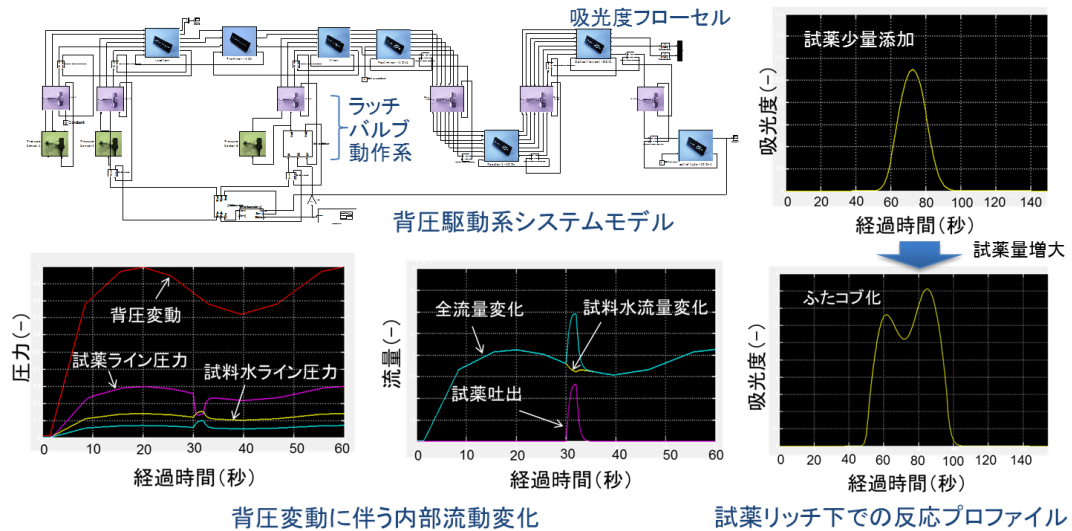 吸光度フローセル
ラッチ
バルブ
動作系
背圧駆動系システムモデル
試薬少量添加
吸光度(-)
0 20 40 60 80 100 120 140
経過時間(秒)
試薬量増大
ふたコブ化
吸光度(-)
0 20 40 60 80 100 120 140
経過時間(秒)
試薬リッチ下での反応プロファイル
背圧変動
試薬ライン圧力
試料水ライン圧力
圧力(-)
0 10 20 30 40 50 60
経過時間(秒)
全流量変化
試料水流量変化
試薬吐出
流量(-)
0 10 20 30 40 50 60
経過時間(秒)
背圧変動に伴う内部流動変化